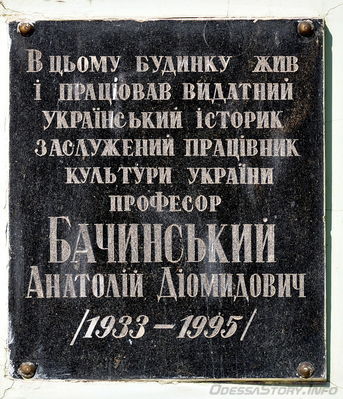 В цьому будинку жив
і працював видатний
український історик
заслужений працівник
культури україни
професор
Бачинський
Анатолій Діомидович
/1933 – 1995/
OdessaStory.Info